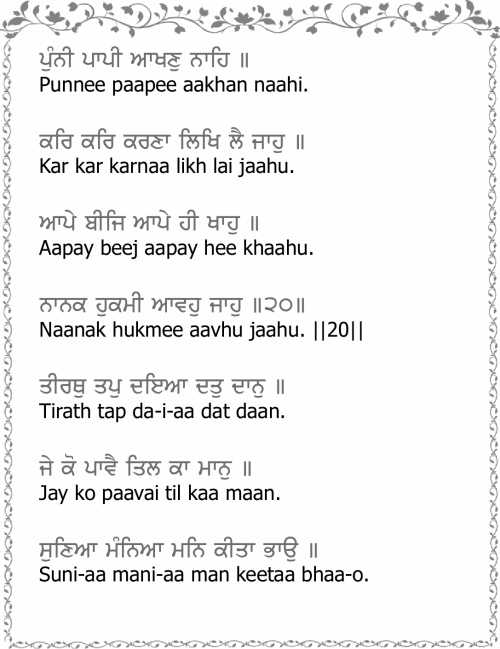 ਪੁੰਨੀ ਪਾਪੀ ਆਖਣੁ ਨਾਹਿ ॥
Punnee paapee aakhan naahi.
ਕਰਿ ਕਰਿ ਕਰਣਾ ਲਿਖਿ ਲੈ ਜਾਹੁ ॥
Kar kar karnaa likh lai jaahu.
ਆਪੇ ਬੀਜਿ ਆਪੇ ਹੀ ਖਾਹੁ ॥
Aapay beej aapay hee khaahu.
ਨਾਨਕ ਹੁਕਮੀ ਆਵਹੁ ਜਾਹੁ ॥੨੦॥
Naanak hukmee aavhu jaahu. ||20||
ਤੀਰਥੁ ਤਪੁ ਦਇਆ ਦਤੁ ਦਾਨੁ ॥
Tirath tap da-i-aa dat daan.
ਜੇ ਕੋ ਪਾਵੈ ਤਿਲ ਕਾ ਮਾਨੁ ॥
Jay ko paavai til kaa maan.
ਸੁਣਿਆ ਮੰਨਿਆ ਮਨਿ ਕੀਤਾ ਭਾਉ ॥
Suni-aa mani-aa man keetaa bhaa-o.